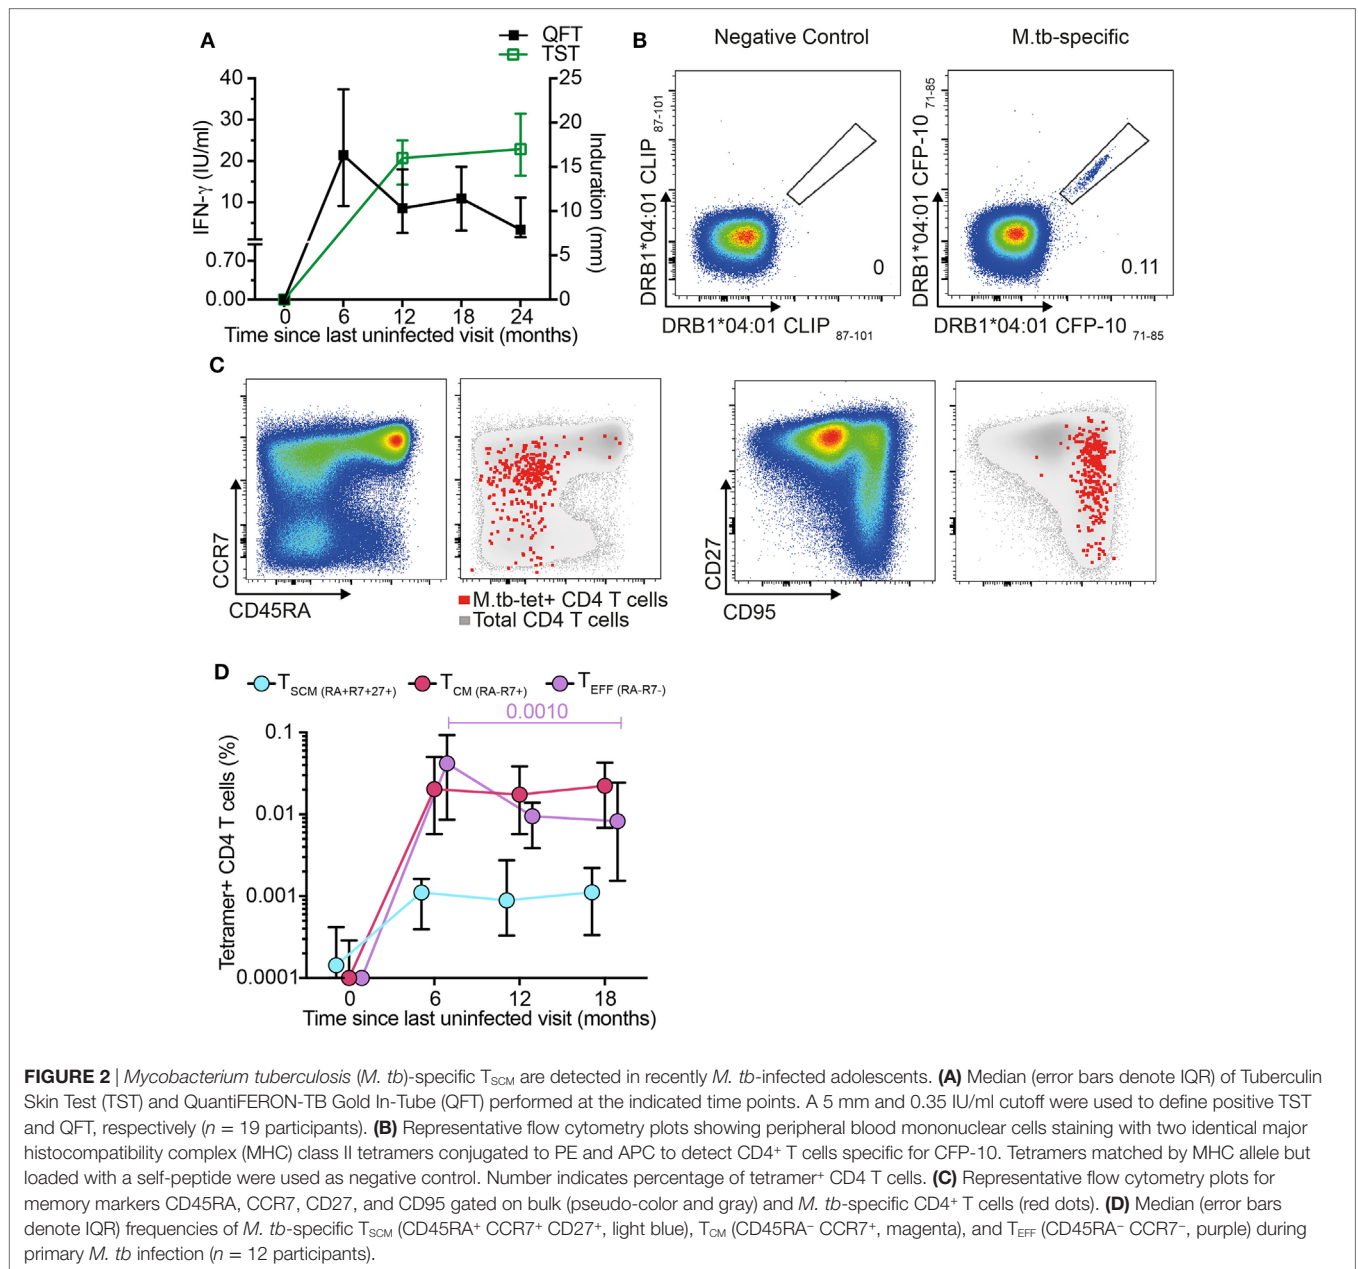 A
QFT
TST
40
30
20
10
0.70
0.00
IFN-γ (IU/ml)
25
20
15
10
5
0
Induration (mm)
0 6 12 18 24
Time since last uninfected visit (months)
B
Negative Control
M.tb-specific
DRB1*04:01 CLIP 87-101
0
DRB1*04:01 CLIP 87-101
DRB1*04:01 CFP-10 71-85
0.11
DRB1*04:01 CFP-10 71-85
C
CCR7
CD45RA
M.tb-tet+ CD4 T cells
Total CD4 T cells
CD27
CD95
D
TSCM (RA+R7+27+) TCM (RA-R7+) TEFF (RA-R7-)
0.0010
0.1
0.01
0.001
0.0001
Tetramer+ CD4 T cells (%)
0 6 12 18
Time since last uninfected visit (months)
FIGURE 2 | Mycobacterium tuberculosis (M. tb)-specific TSCM are detected in recently M. tb-infected adolescents. (A) Median (error bars denote IQR) of Tuberculin
Skin Test (TST) and QuantiFERON-TB Gold In-Tube (QFT) performed at the indicated time points. A 5 mm and 0.35 IU/ml cutoff were used to define positive TST
and QFT, respectively (n = 19 participants). (B) Representative flow cytometry plots showing peripheral blood mononuclear cells staining with two identical major
histocompatibility complex (MHC) class II tetramers conjugated to PE and APC to detect CD4⁺ T cells specific for CFP-10. Tetramers matched by MHC allele but
loaded with a self-peptide were used as negative control. Number indicates percentage of tetramer⁺ CD4 T cells. (C) Representative flow cytometry plots for
memory markers CD45RA, CCR7, CD27, and CD95 gated on bulk (pseudo-color and gray) and M. tb-specific CD4⁺ T cells (red dots). (D) Median (error bars
denote IQR) frequencies of M. tb-specific TSCM (CD45RA⁺ CCR7⁺ CD27⁺, light blue), TCM (CD45RA⁻ CCR7⁺, magenta), and TEFF (CD45RA⁻ CCR7⁻, purple) during
primary M. tb infection (n = 12 participants).